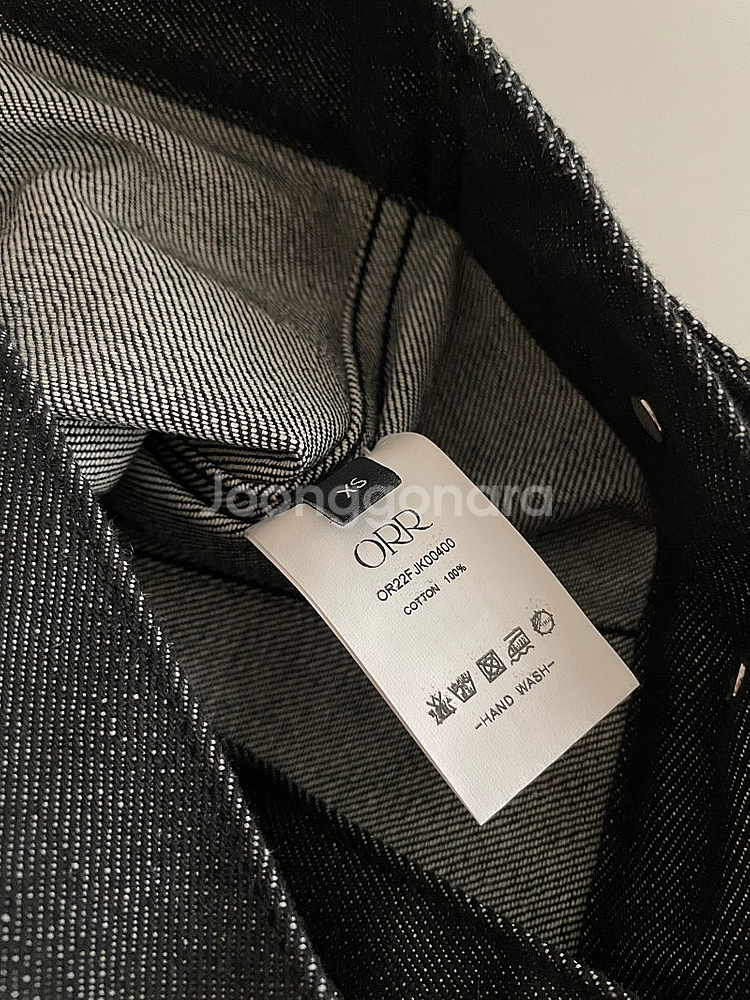 XS
Joonggonara
ORR
OR22FJK00400
COTTON 100%
-HAND WASH-